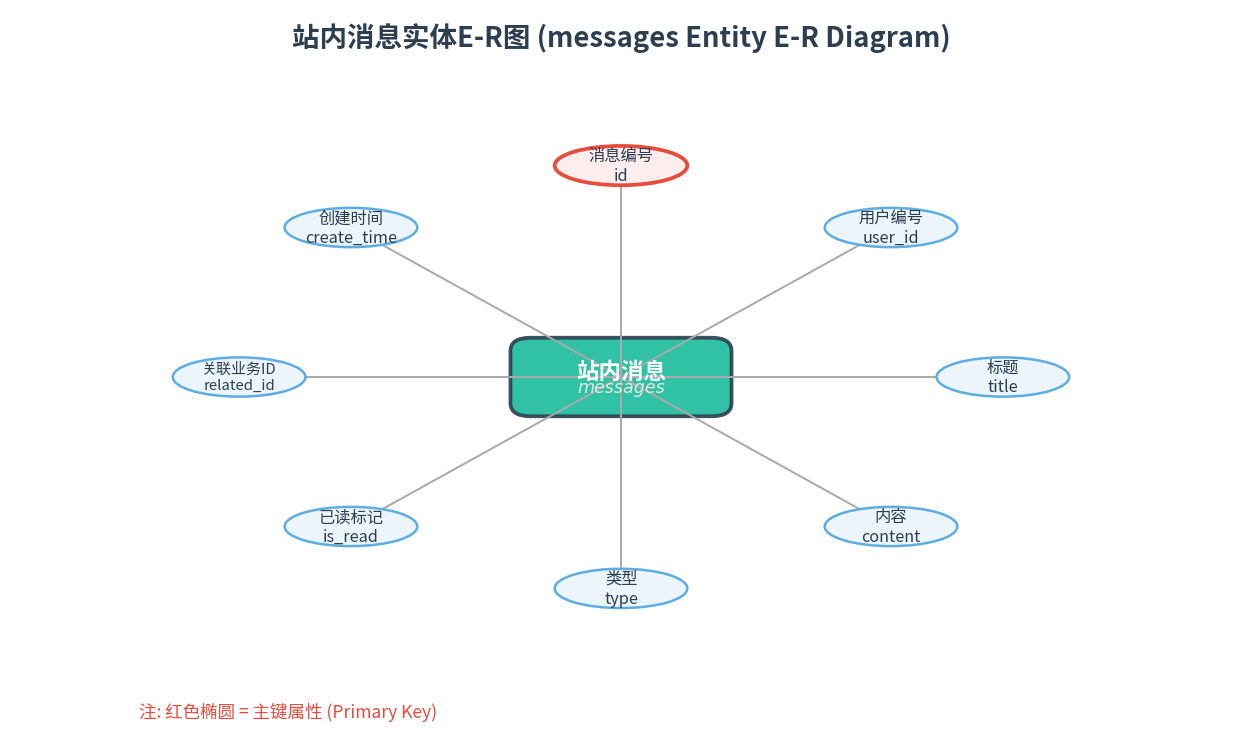 站内消息实体E-R图 (messages Entity E-R Diagram)
消息编号
id
创建时间
create_time
用户编号
user_id
关联业务ID
related_id
站内消息
messages
标题
title
已读标记
is_read
内容
content
类型
type
注: 红色椭圆 = 主键属性 (Primary Key)